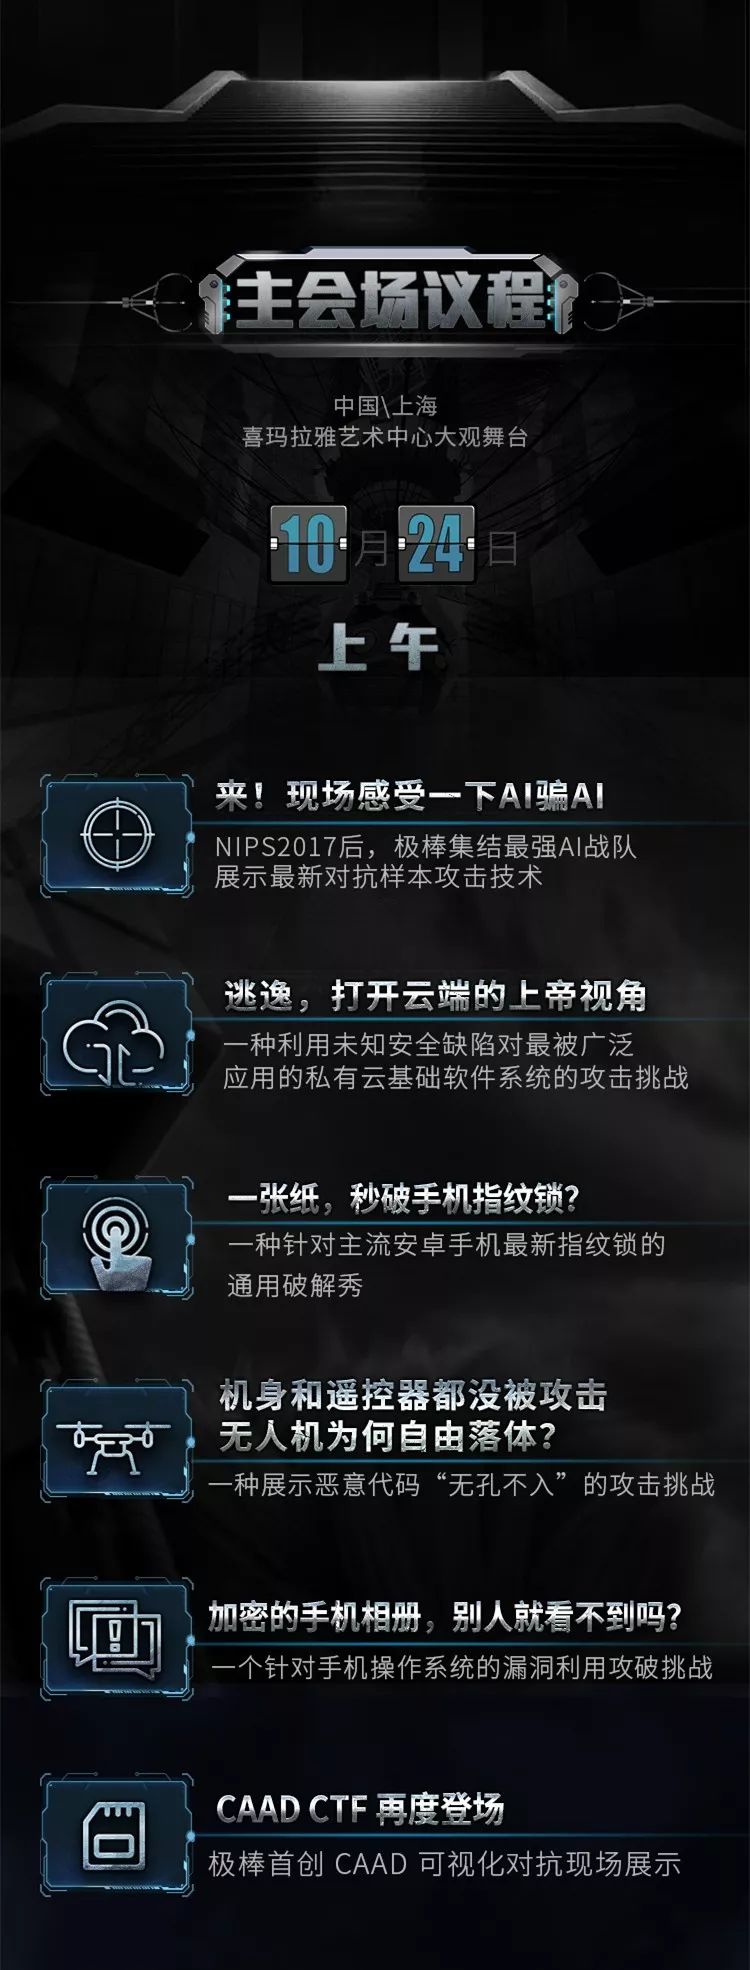 主会场议程
中国\上海
喜玛拉雅艺术中心大观舞台
10月24日
上午
来！现场感受一下AI骗AI
NIPS2017后，极棒集结最强AI战队
展示最新对抗样本攻击技术
逃逸，打开云端的上帝视角
一种利用未知安全缺陷对最被广泛
应用的私有云基础软件系统的攻击挑战
一张纸，秒破手机指纹锁？
一种针对主流安卓手机最新指纹锁的
通用破解秀
机身和遥控器都没被攻击
无人机为何自由落体？
一种展示恶意代码“无孔不入”的攻击挑战
加密的手机相册，别人就看不到吗？
一个针对手机操作系统的漏洞利用攻破挑战
CAAD CTF 再度登场
极棒首创 CAAD 可视化对抗现场展示